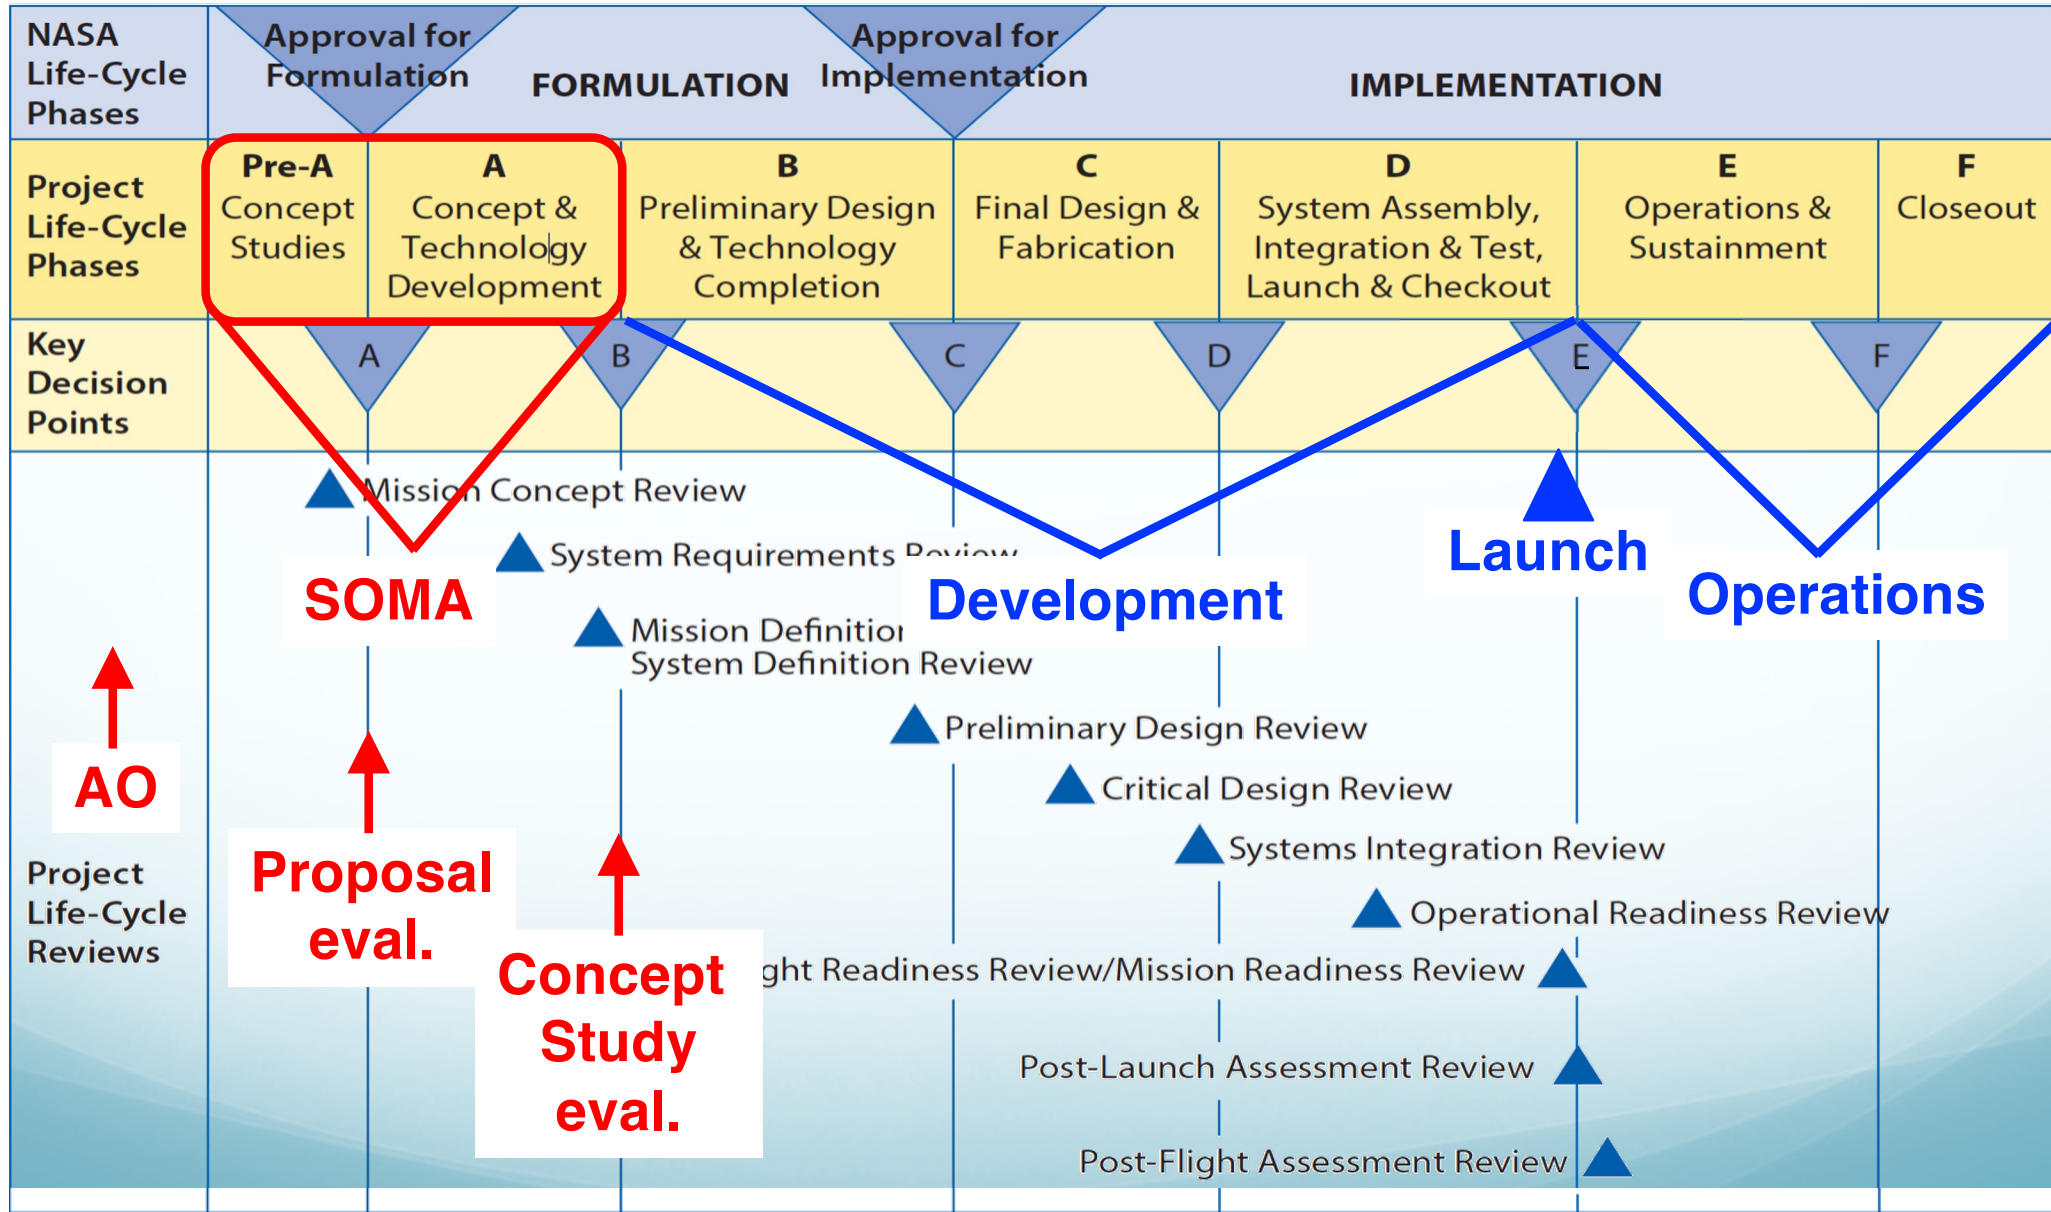 NASA
Life-Cycle
Phases
Approval for
Formulation
FORMULATION
Approval for
Implementation
IMPLEMENTATION
Project
Life-Cycle
Phases
Pre-A
Concept
Studies
A
Concept &
Technology
Development
B
Preliminary Design
& Technology
Completion
C
Final Design &
Fabrication
D
System Assembly,
Integration & Test,
Launch & Checkout
E
Operations &
Sustainment
F
Closeout
Key
Decision
Points
A
B
C
D
E
F
Mission Concept Review
System Requirements Review
SOMA
Development
Launch
Operations
Mission Definition
System Definition Review
Preliminary Design Review
AO
Critical Design Review
Systems Integration Review
Project
Life-Cycle
Reviews
Proposal
eval.
Operational Readiness Review
Concept
Study
eval.
ght Readiness Review/Mission Readiness Review
Post-Launch Assessment Review
Post-Flight Assessment Review